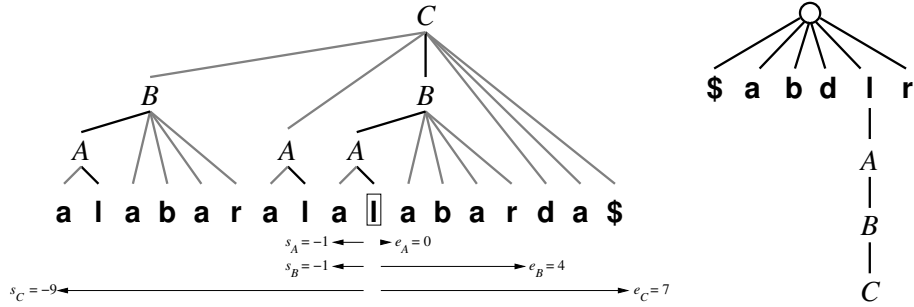 C
B B
A A A
a l a b a r a l a l a b a r d a $
s_A = −1 e_A = 0
s_B = −1 e_B = 4
s_C = −9 e_C = 7
$ a b d l r
A
B
C